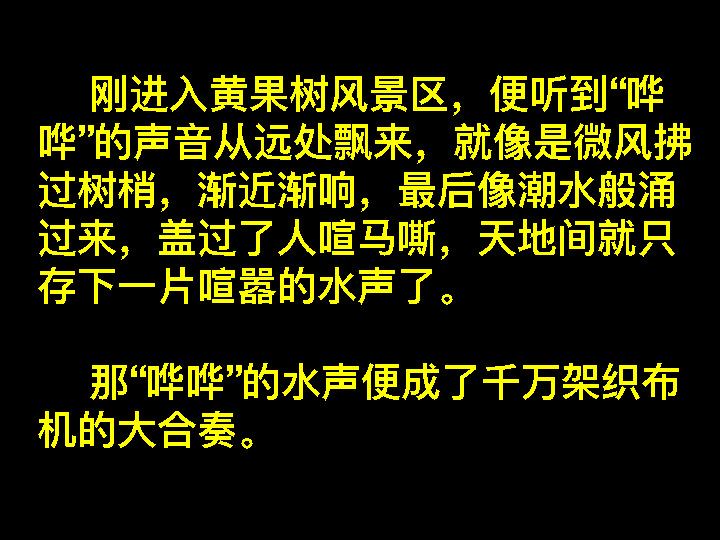 刚进入黄果树风景区，便听到“哗
哗”的声音从远处飘来，就像是微风拂
过树梢，渐近渐响，最后像潮水般涌
过来，盖过了人喧马嘶，天地间就只
存下一片喧嚣的水声了。
那“哗哗”的水声便成了千万架织布
机的大合奏。